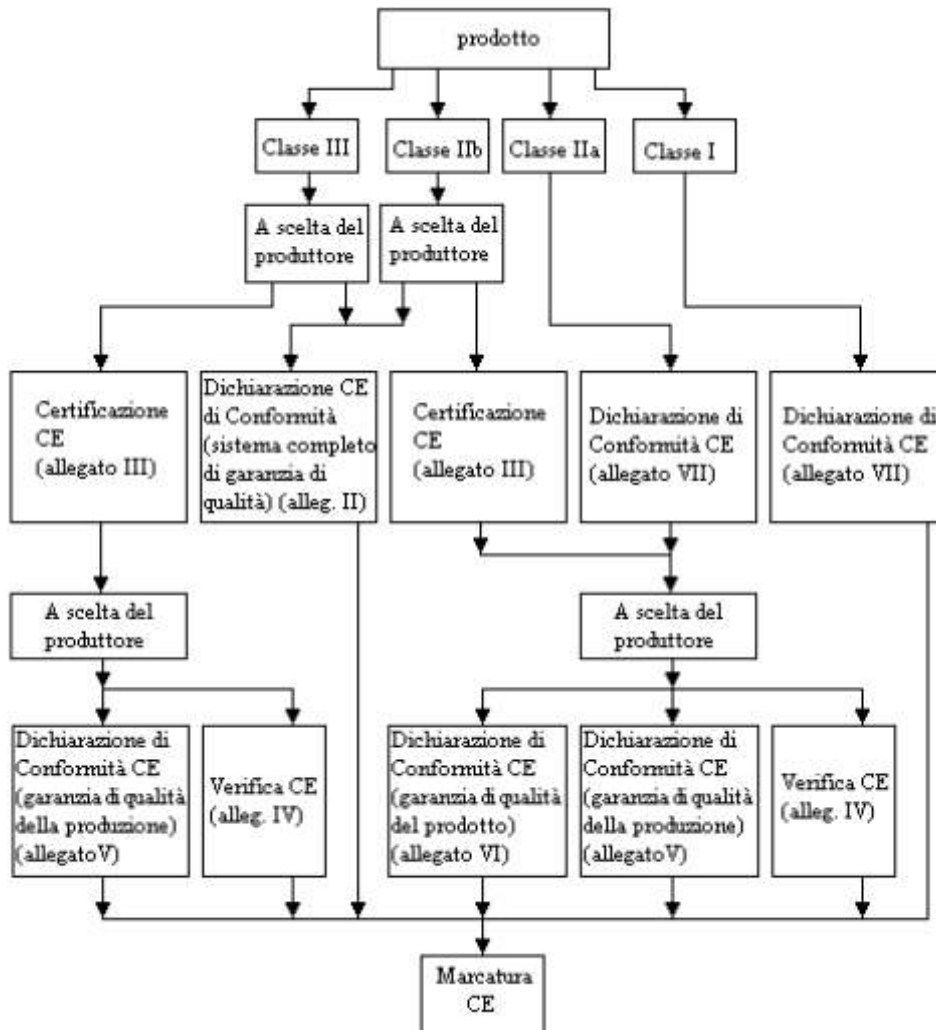 prodotto
Classe III
Classe IIb
Classe IIa
Classe I
A scelta del
produttore
A scelta del
produttore
Certificazione
CE
(allegato III)
Dichiarazione CE
di Conformità
(sistema completo
di garanzia di
qualità) (alleg. II)
Certificazione
CE
(allegato III)
Dichiarazione di
Conformità CE
(allegato VII)
Dichiarazione di
Conformità CE
(allegato VII)
A scelta del
produttore
A scelta del
produttore
Dichiarazione di
Conformità CE
(garanzia di qualità
della produzione)
(allegato V)
Verifica CE
(alleg. IV)
Dichiarazione di
Conformità CE
(garanzia di qualità
del prodotto)
(allegato VI)
Dichiarazione di
Conformità CE
(garanzia di qualità
della produzione)
(allegato V)
Verifica CE
(alleg. IV)
Marcatura
CE